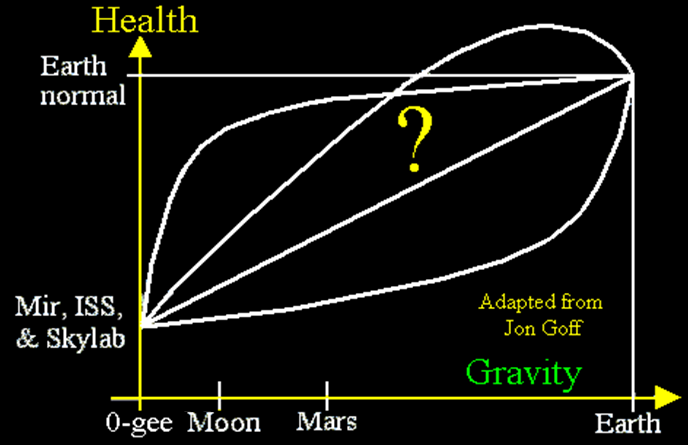 Health
Earth
normal
?
Mir, ISS,
& Skylab
Adapted from
Jon Goff
Gravity
0-gee Moon Mars Earth